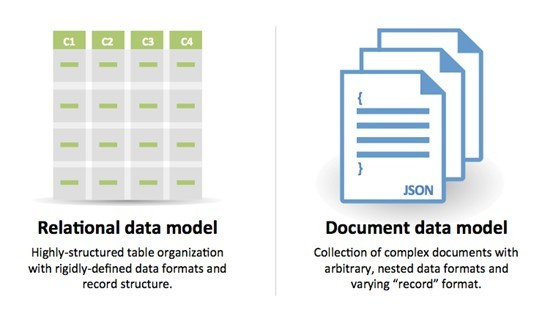 C1 C2 C3 C4
Relational data model
Highly-structured table organization
with rigidly-defined data formats and
record structure.
{
}
JSON
Document data model
Collection of complex documents with
arbitrary, nested data formats and
varying “record” format.